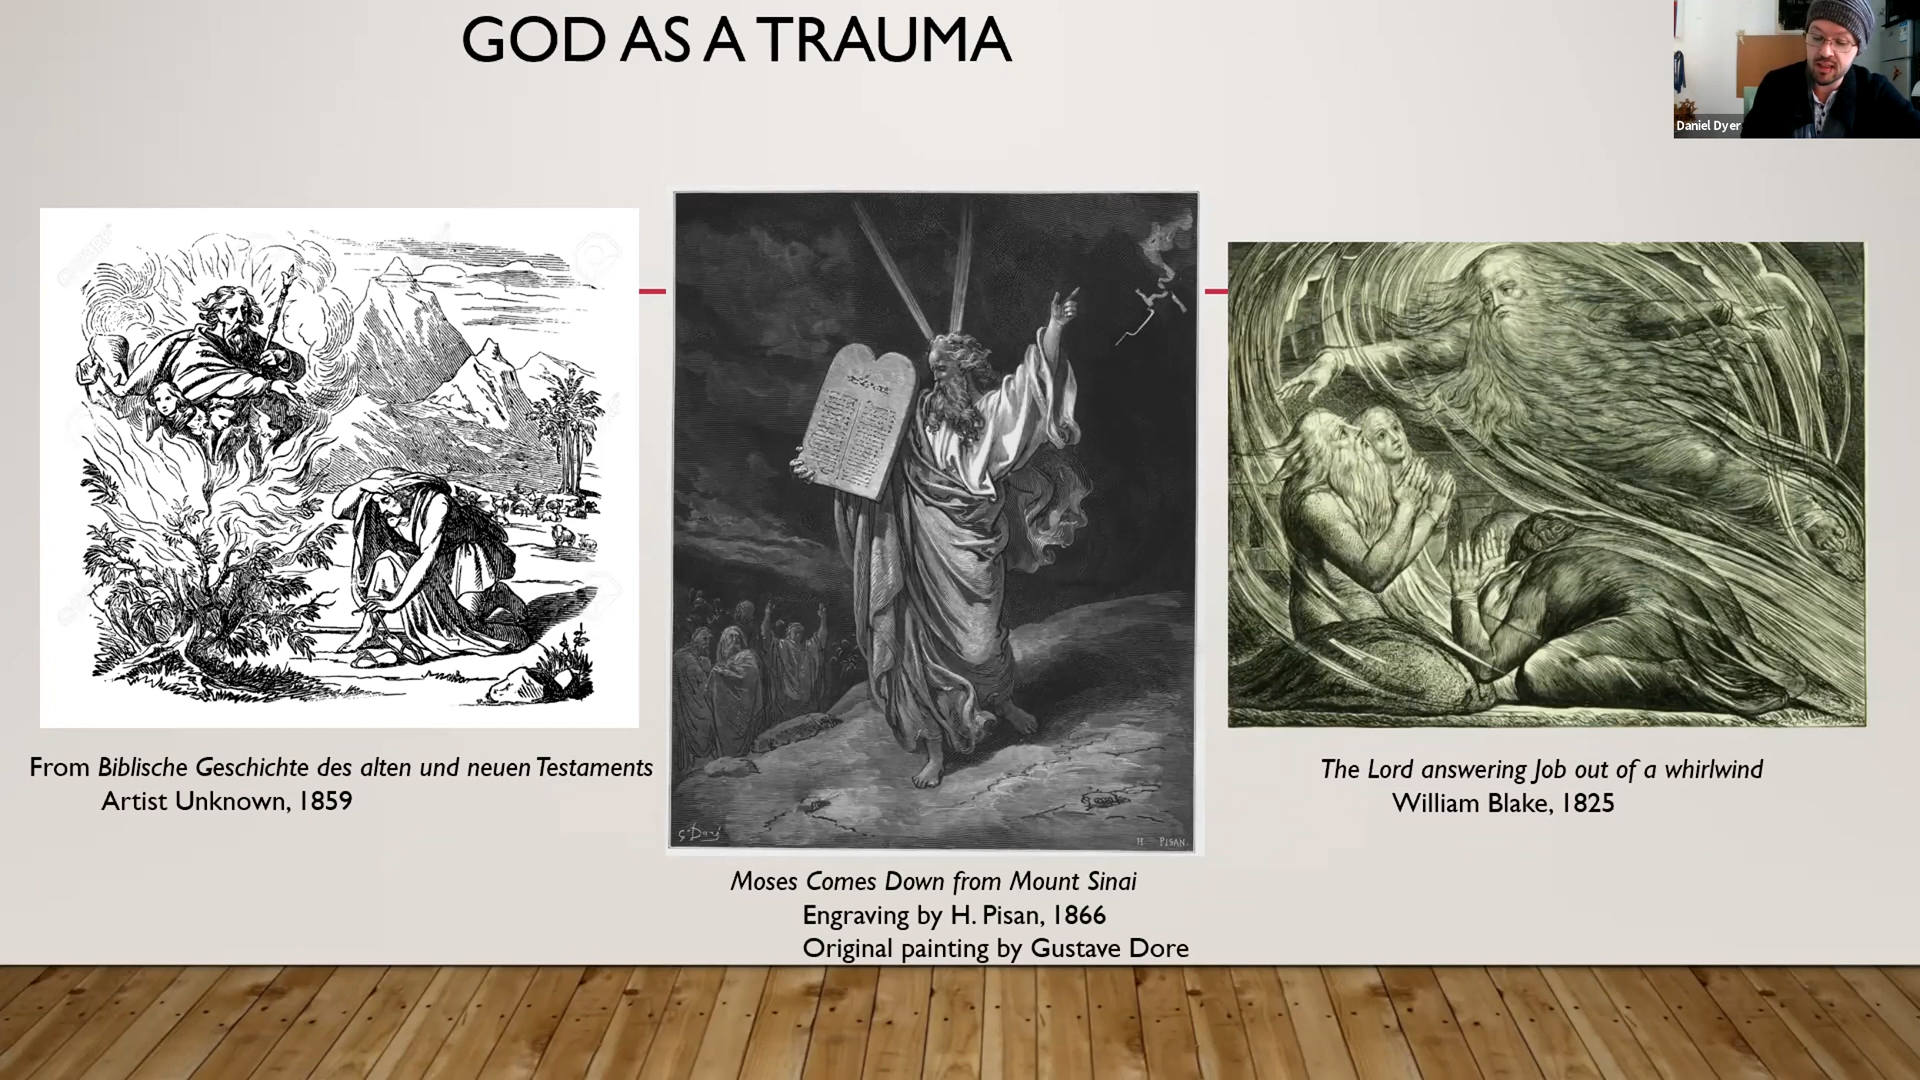 GOD AS A TRAUMA
Daniel Dyer
From Biblische Geschichte des alten und neuen Testaments
Artist Unknown, 1859
G. Doré
H. PISAN.
Moses Comes Down from Mount Sinai
Engraving by H. Pisan, 1866
Original painting by Gustave Dore
The Lord answering Job out of a whirlwind
William Blake, 1825